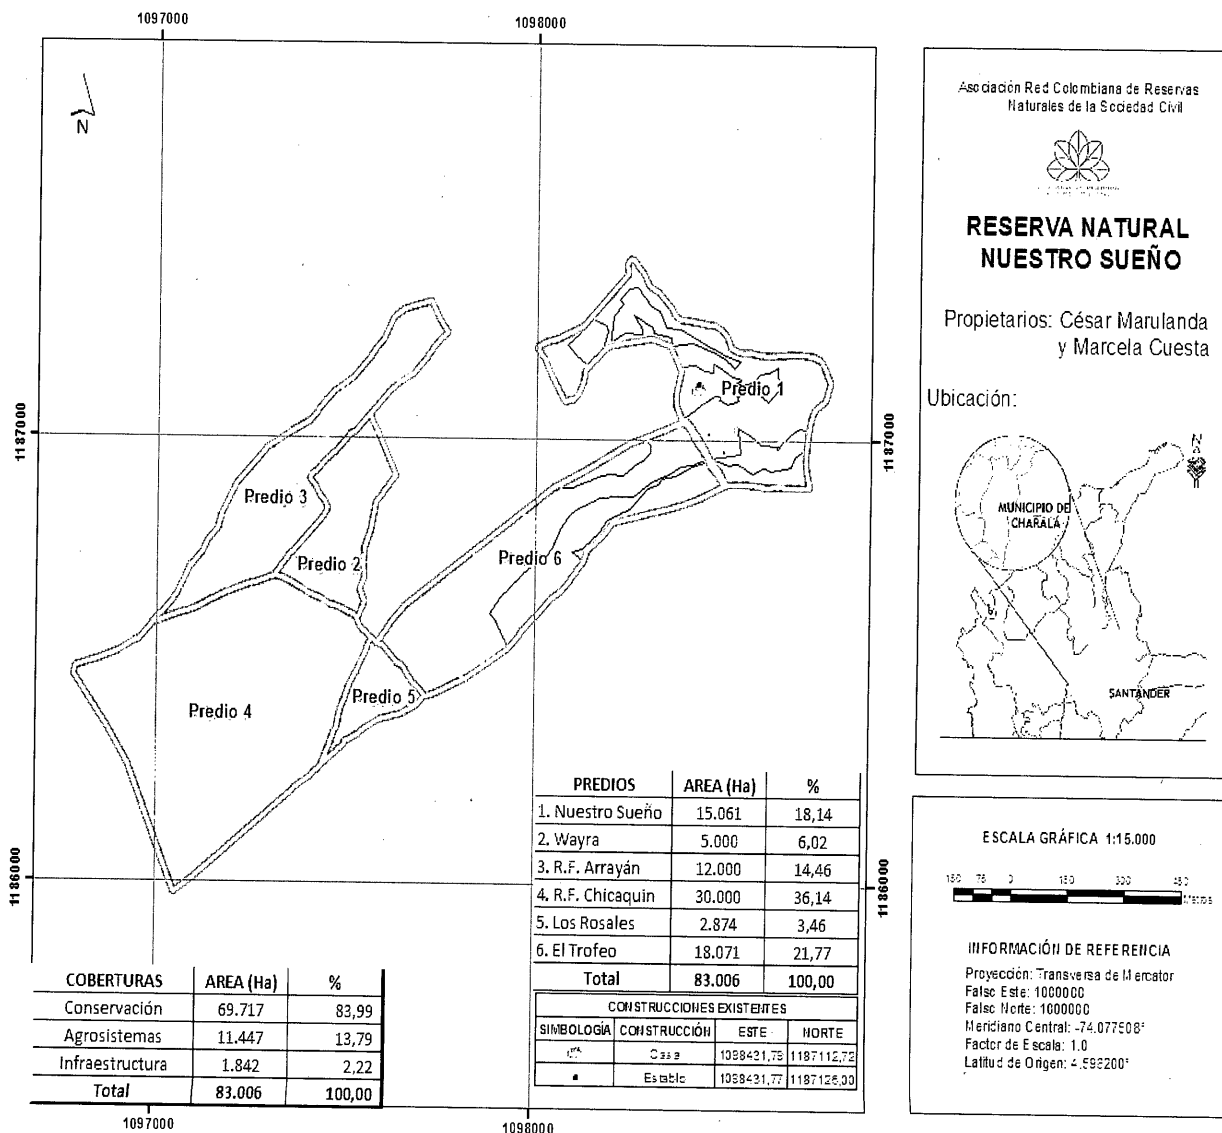 1097000
1098000
N
1187000
1187000
1186000
1186000
Predio 1
Predio 3
Predio 2
Predio 6
Predio 5
Predio 4
PREDIOS AREA (Ha) %
1. Nuestro Sueño 15.061 18,14
2. Wayra 5.000 6,02
3. R.F. Arrayán 12.000 14,46
4. R.F. Chicaquin 30.000 36,14
5. Los Rosales 2.874 3,46
6. El Trofeo 18.071 21,77
Total 83.006 100,00
CONSTRUCCIONES EXISTENTES
SIMBOLOGÍA CONSTRUCCIÓN ESTE NORTE
Casa
Establo
COBERTURAS AREA (Ha) %
Conservación 69.717 83,99
Agrosistemas 11.447 13,79
Infraestructura 1.842 2,22
Total 83.006 100,00
1097000
1098000
Asociación Red Colombiana de Reservas
Naturales de la Sociedad Civil
RESERVA NATURAL
NUESTRO SUEÑO
Propietarios: César Marulanda
y Marcela Cuesta
Ubicación:
N
MUNICIPIO DE
CHARALÁ
SANTANDER
ESCALA GRÁFICA 1:15.000
150 75 0 150 300 450
Metros
INFORMACIÓN DE REFERENCIA
Proyección: Transversa de Mercator
Falso Este: 1000000
Falso Norte: 1000000
Meridiano Central: -74.077508°
Factor de Escala: 1.0
Latitud de Origen: 4.596200°